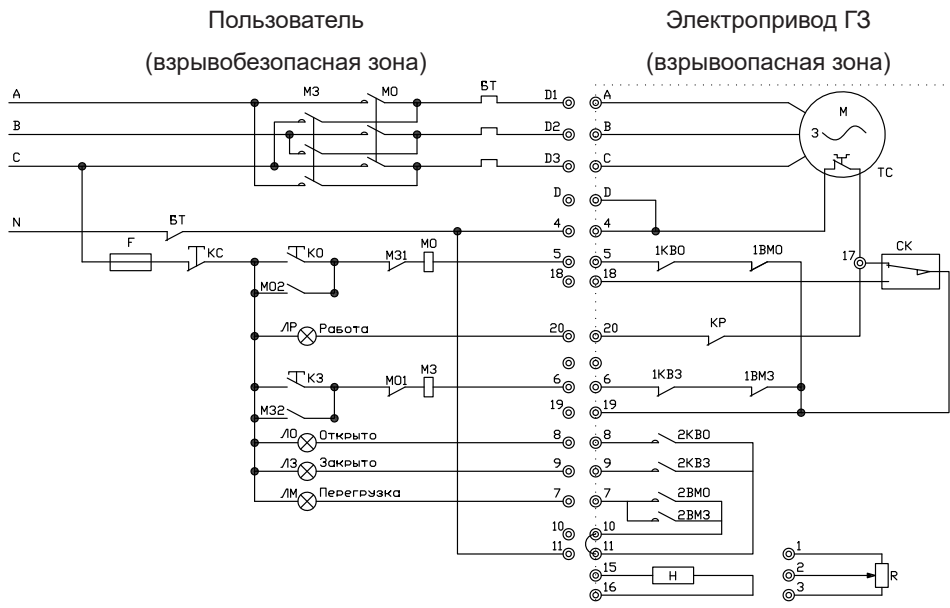 Пользователь Электропривод ГЗ
(взрывобезопасная зона) (взрывоопасная зона)
A МЗ МО БТ D1 A М
B D2 B 3
C D3 C ТС
D D
N БТ 4 4
F КС КО МЗ1 МО 5 5 1КВО 1ВМО 17 СК
МО2 18 18
ЛР Работа 20 20 КР
КЗ МО1 МЗ 6 6 1КВЗ 1ВМЗ
МЗ2 19 19
ЛО Открыто 8 8 2КВО
ЛЗ Закрыто 9 9 2КВЗ
ЛМ Перегрузка 7 7 2ВМО
2ВМЗ
10 10
11 11 1
15 Н 2 R
16 3